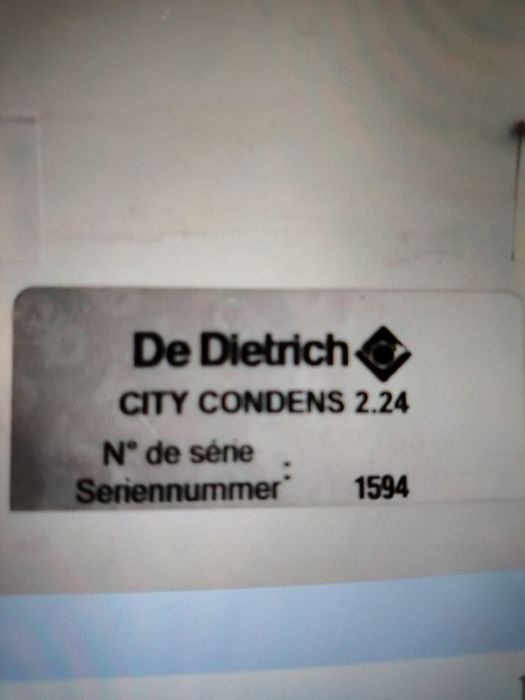 De Dietrich
CITY CONDENS 2.24
N° de série
Seriennummer : 1594